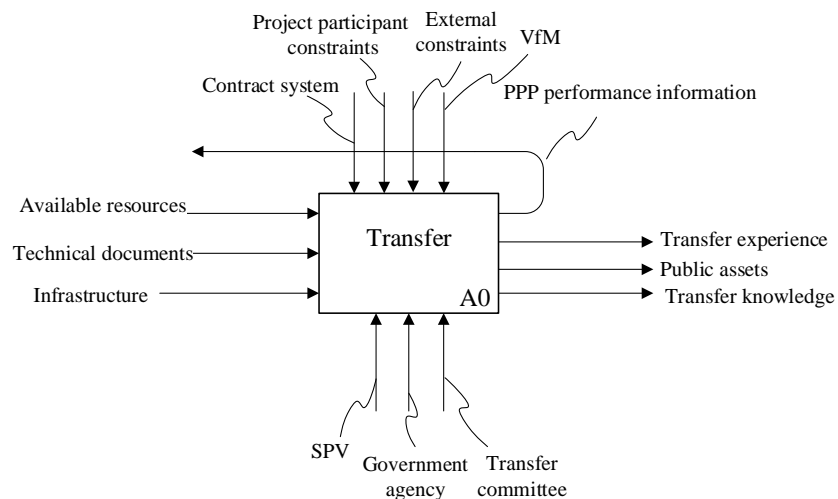 Project participant
constraints
External
constraints
VfM
Contract system
PPP performance information
Available resources
Technical documents
Infrastructure
Transfer
A0
Transfer experience
Public assets
Transfer knowledge
SPV
Government
agency
Transfer
committee